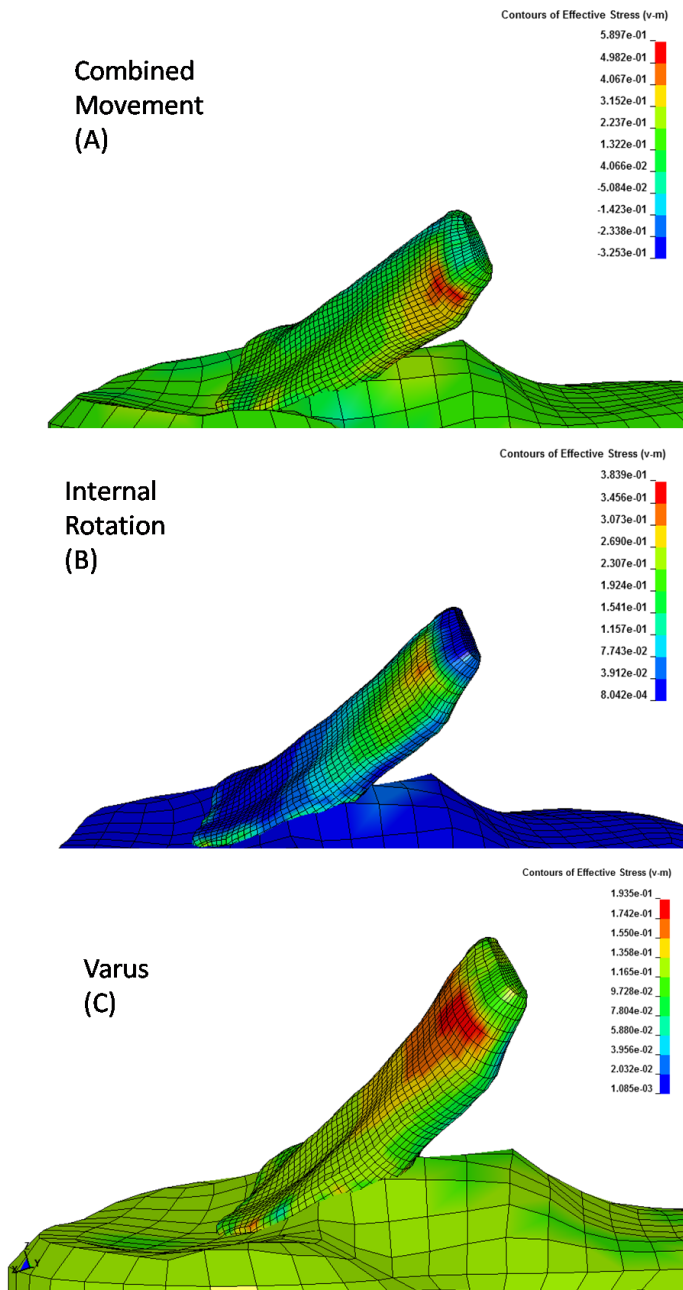 Contours of Effective Stress (v-m)
Combined
Movement
(A)
5.897e-01
4.982e-01
4.067e-01
3.152e-01
2.237e-01
1.322e-01
4.066e-02
-5.084e-02
-1.423e-01
-2.338e-01
-3.253e-01
Contours of Effective Stress (v-m)
Internal
Rotation
(B)
3.839e-01
3.456e-01
3.073e-01
2.690e-01
2.307e-01
1.924e-01
1.541e-01
1.157e-01
7.743e-02
3.912e-02
8.042e-04
Contours of Effective Stress (v-m)
Varus
(C)
1.935e-01
1.742e-01
1.550e-01
1.358e-01
1.165e-01
9.728e-02
7.804e-02
5.880e-02
3.956e-02
2.032e-02
1.085e-03
Z
X Y